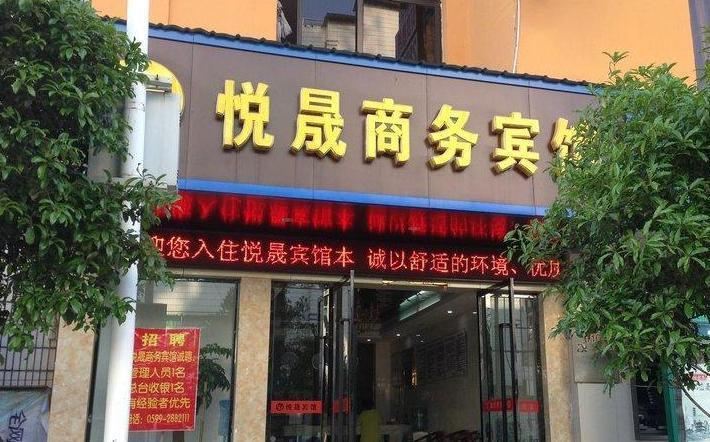 悦晟商务宾馆
迎您入住悦晟宾馆本 诚以舒适的环境、优质
招聘
悦晟商务宾馆诚聘
管理人员1名
总台收银1名
有经验者优先
电话:0599-2882111
悦晟宾馆